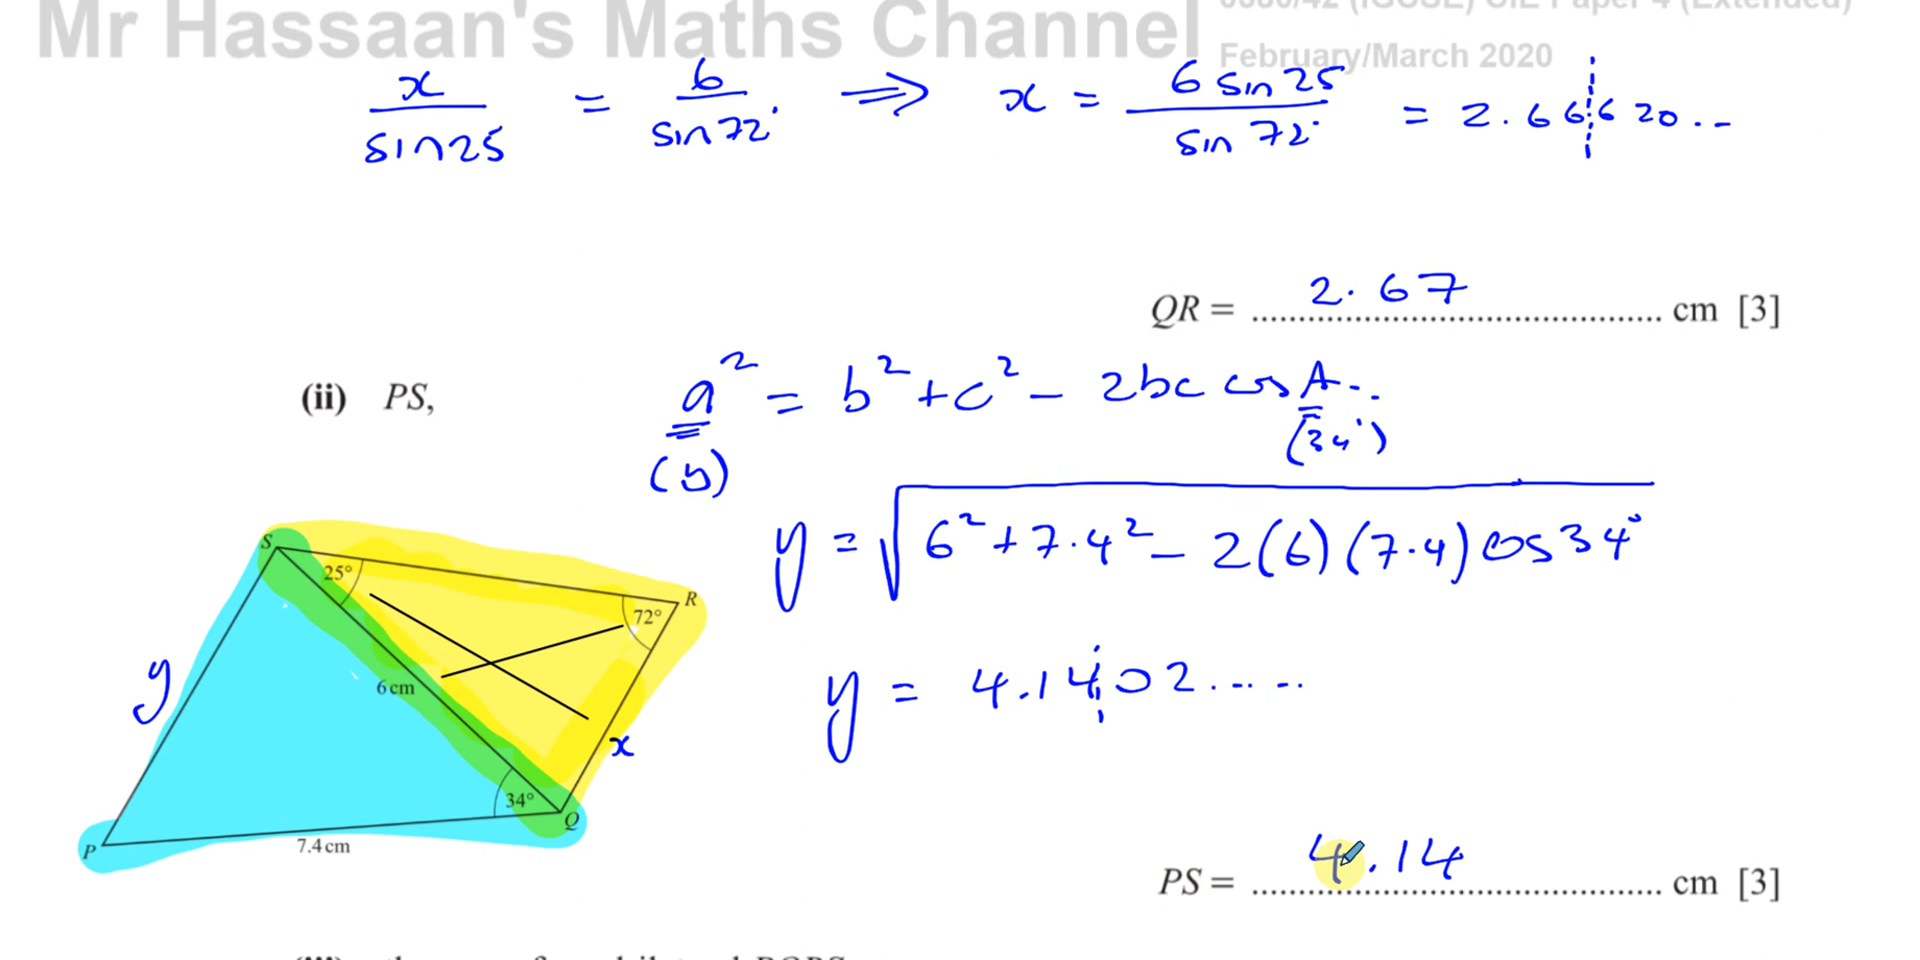 Mr Hassaan's Maths Channel
February/March 2020
x/sin25 = 6/sin72° ⇒ x = 6 sin 25/sin 72° = 2.66620...
QR = 2.67 cm [3]
(ii) PS,
a² = b² + c² - 2bc cos A..
(y) (34°)
y = √6² + 7.4² - 2(6)(7.4) cos 34°
y = 4.1402.....
S
25°
R
72°
y
6 cm
x
34°
Q
P
7.4 cm
PS = 4.14 cm [3]